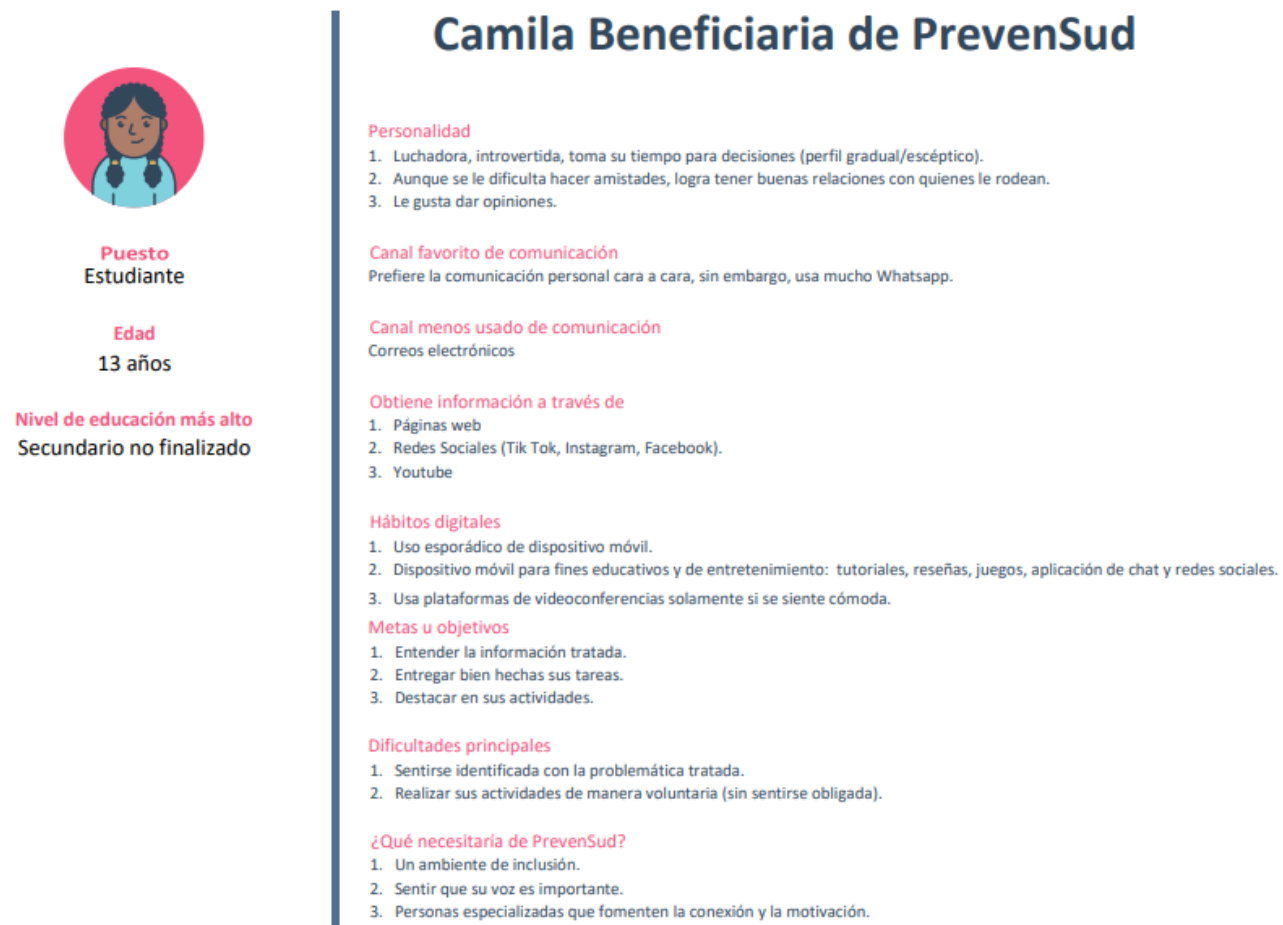 Camila Beneficiaria de PrevenSud
Puesto
Estudiante
Edad
13 años
Nivel de educación más alto
Secundario no finalizado
Personalidad
1. Luchadora, introvertida, toma su tiempo para decisiones (perfil gradual/escéptico).
2. Aunque se le dificulta hacer amistades, logra tener buenas relaciones con quienes le rodean.
3. Le gusta dar opiniones.
Canal favorito de comunicación
Prefiere la comunicación personal cara a cara, sin embargo, usa mucho Whatsapp.
Canal menos usado de comunicación
Correos electrónicos
Obtiene información a través de
1. Páginas web
2. Redes Sociales (Tik Tok, Instagram, Facebook).
3. Youtube
Hábitos digitales
1. Uso esporádico de dispositivo móvil.
2. Dispositivo móvil para fines educativos y de entretenimiento: tutoriales, reseñas, juegos, aplicación de chat y redes sociales.
3. Usa plataformas de videoconferencias solamente si se siente cómoda.
Metas u objetivos
1. Entender la información tratada.
2. Entregar bien hechas sus tareas.
3. Destacar en sus actividades.
Dificultades principales
1. Sentirse identificada con la problemática tratada.
2. Realizar sus actividades de manera voluntaria (sin sentirse obligada).
¿Qué necesitaría de PrevenSud?
1. Un ambiente de inclusión.
2. Sentir que su voz es importante.
3. Personas especializadas que fomenten la conexión y la motivación.